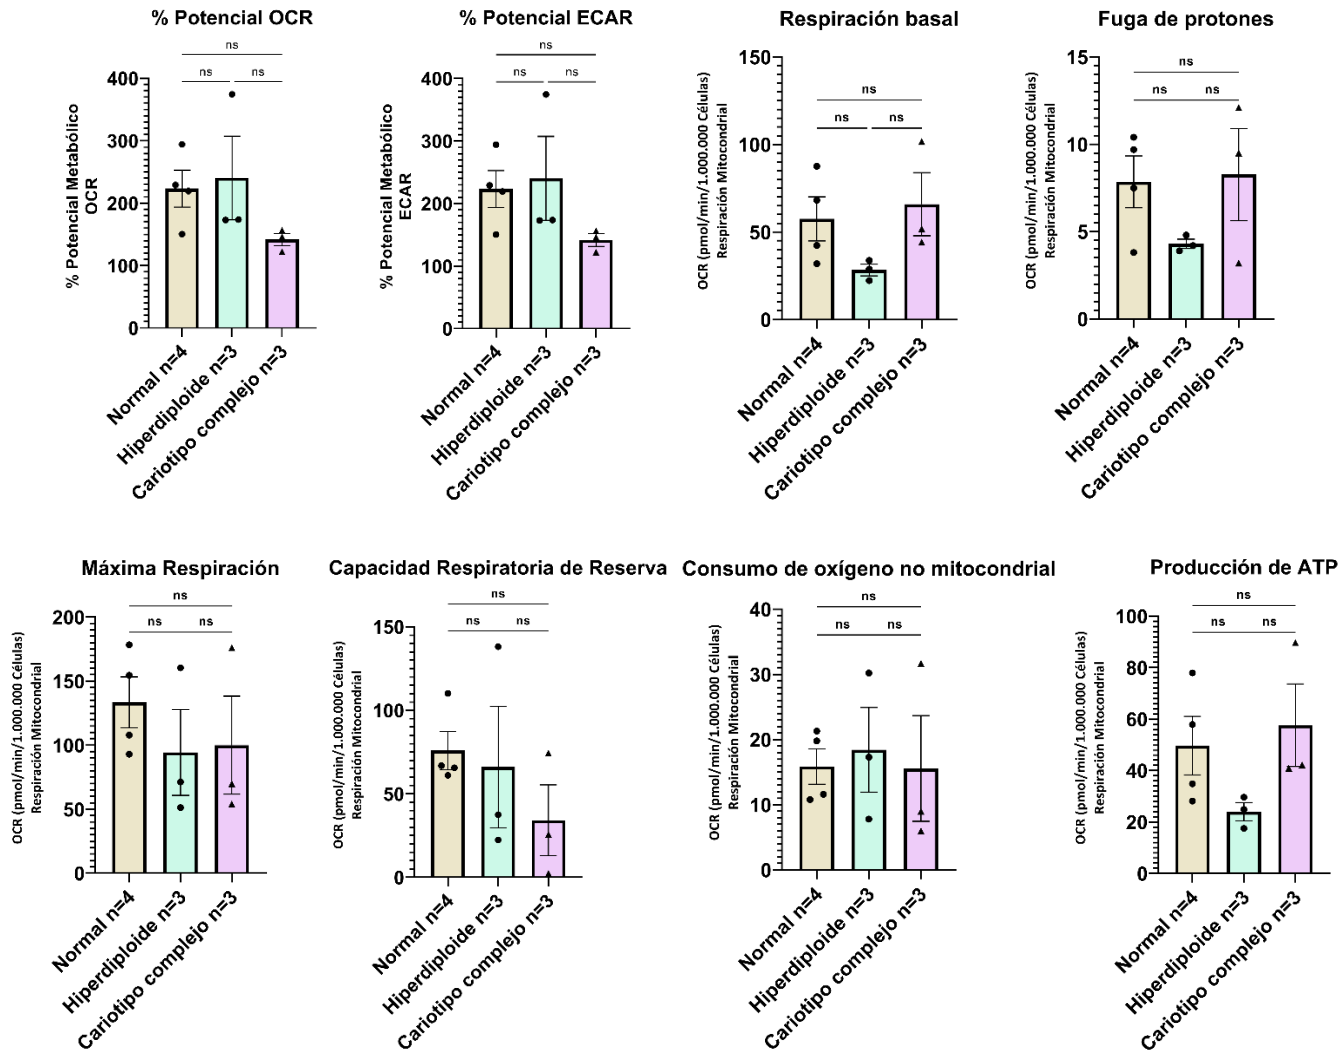 % Potencial OCR
ns
ns
ns
% Potencial Metabólico
OCR
400
300
200
100
0
Normal n=4
Hiperdiploide n=3
Cariotipo complejo n=3
% Potencial ECAR
ns
ns
ns
% Potencial Metabólico
ECAR
400
300
200
100
0
Normal n=4
Hiperdiploide n=3
Cariotipo complejo n=3
Respiración basal
ns
ns
ns
OCR (pmol/min/1.000.000 Células)
Respiración Mitocondrial
150
100
50
0
Normal n=4
Hiperdiploide n=3
Cariotipo complejo n=3
Fuga de protones
ns
ns
ns
OCR (pmol/min/1.000.000 Células)
Respiración Mitocondrial
15
10
5
0
Normal n=4
Hiperdiploide n=3
Cariotipo complejo n=3
Máxima Respiración
ns
ns
ns
OCR (pmol/min/1.000.000 Células)
Respiración Mitocondrial
200
150
100
50
0
Normal n=4
Hiperdiploide n=3
Cariotipo complejo n=3
Capacidad Respiratoria de Reserva
ns
ns
ns
OCR (pmol/min/1.000.000 Células)
Respiración Mitocondrial
150
100
50
0
Normal n=4
Hiperdiploide n=3
Cariotipo complejo n=3
Consumo de oxígeno no mitocondrial
ns
ns
ns
OCR (pmol/min/1.000.000 Células)
Respiración Mitocondrial
40
30
20
10
0
Normal n=4
Hiperdiploide n=3
Cariotipo complejo n=3
Producción de ATP
ns
ns
ns
OCR (pmol/min/1.000.000 Células)
Respiración Mitocondrial
100
80
60
40
20
0
Normal n=4
Hiperdiploide n=3
Cariotipo complejo n=3